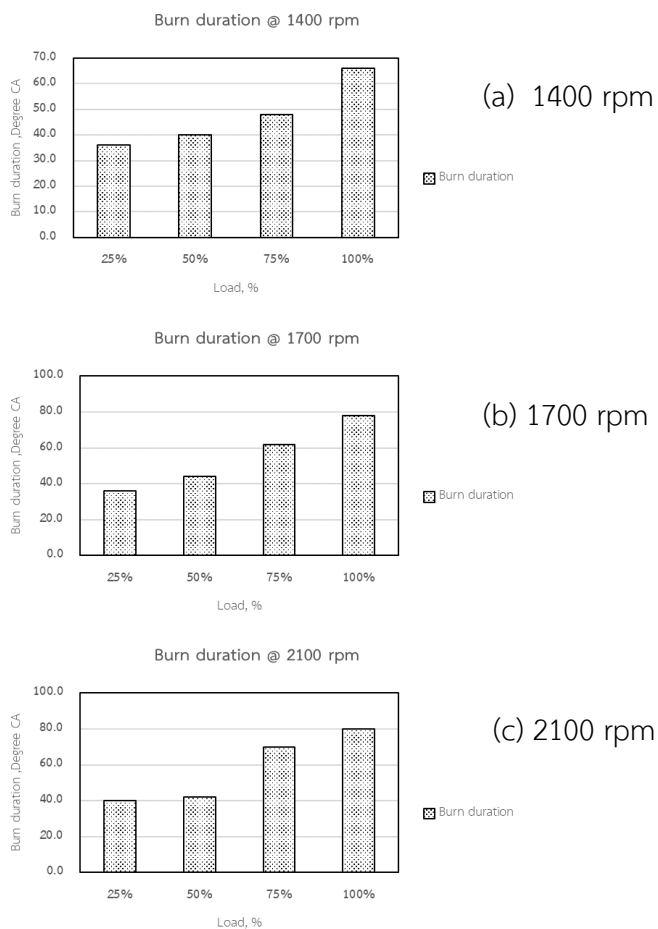 Burn duration @ 1400 rpm
70.0
60.0
50.0
40.0
30.0
20.0
10.0
0.0
Burn duration ,Degree CA
25% 50% 75% 100%
Load, %
Burn duration
(a) 1400 rpm
Burn duration @ 1700 rpm
100.0
80.0
60.0
40.0
20.0
0.0
Burn duration ,Degree CA
25% 50% 75% 100%
Load, %
Burn duration
(b) 1700 rpm
Burn duration @ 2100 rpm
100.0
80.0
60.0
40.0
20.0
0.0
Burn duration ,Degree CA
25% 50% 75% 100%
Load, %
Burn duration
(c) 2100 rpm